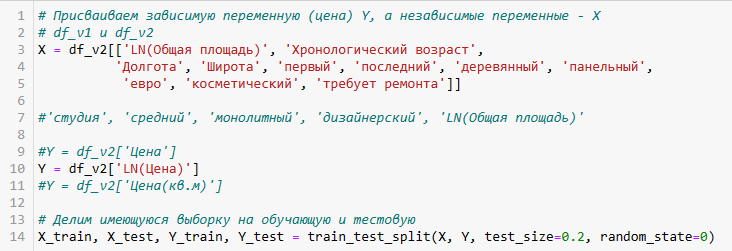 1 # Присваиваем зависимую переменную (цена) Y, а независимые переменные - X
2 # df_v1 и df_v2
3 X = df_v2[['LN(Общая площадь)', 'Хронологический возраст',
4 'Долгота', 'Широта', 'первый', 'последний', 'деревянный', 'панельный',
5 'евро', 'косметический', 'требует ремонта']]
6
7 #'студия', 'средний', 'монолитный', 'дизайнерский', 'LN(Общая площадь)'
8
9 #Y = df_v2['Цена']
10 Y = df_v2['LN(Цена)']
11 #Y = df_v2['Цена(кв.м)']
12
13 # Делим имеющуюся выборку на обучающую и тестовую
14 X_train, X_test, Y_train, Y_test = train_test_split(X, Y, test_size=0.2, random_state=0)